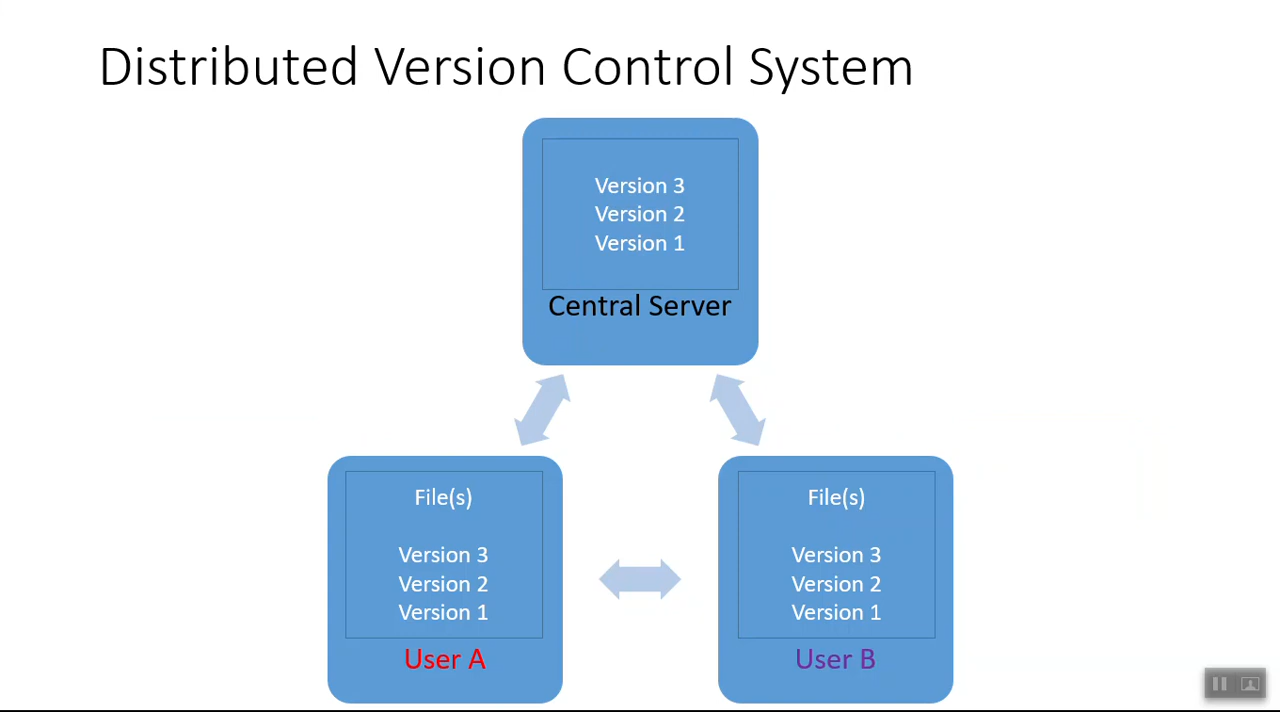 Distributed Version Control System
Version 3
Version 2
Version 1
Central Server
File(s)
Version 3
Version 2
Version 1
User A
File(s)
Version 3
Version 2
Version 1
User B